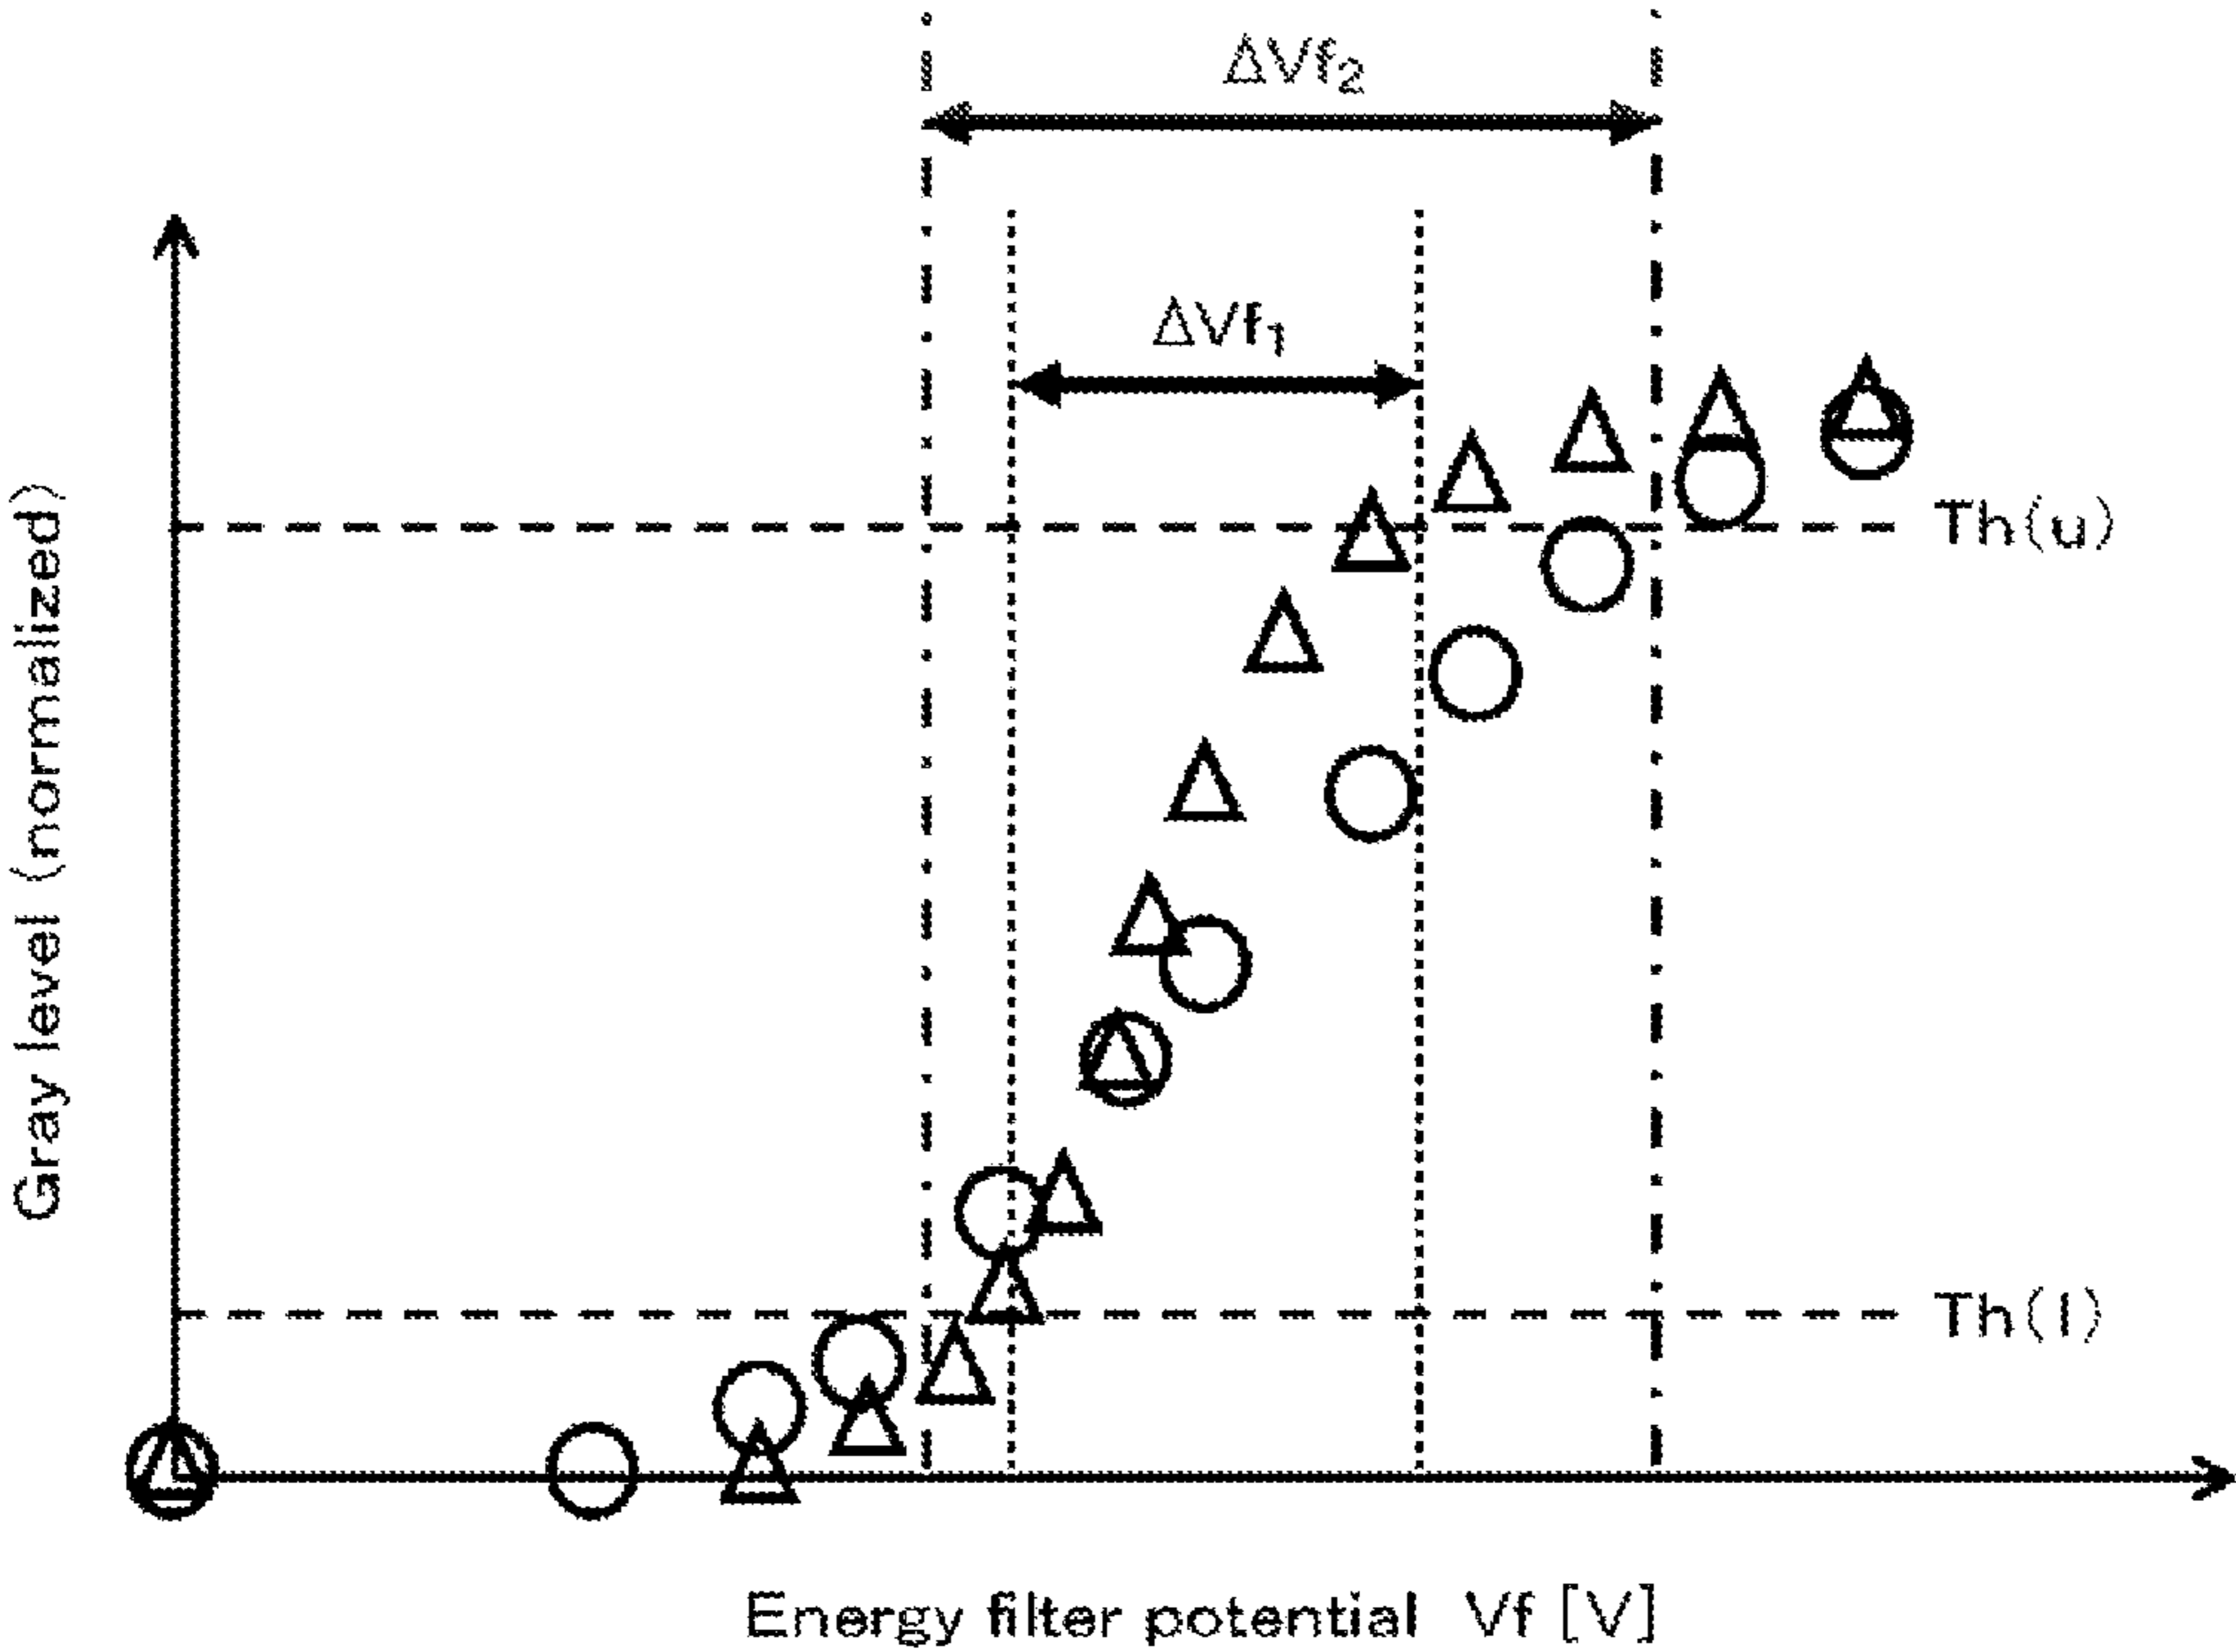 ΔVf₂
ΔVf₁
Gray level (normalized)
Th(u)
Th(l)
Energy filter potential Vf [V]